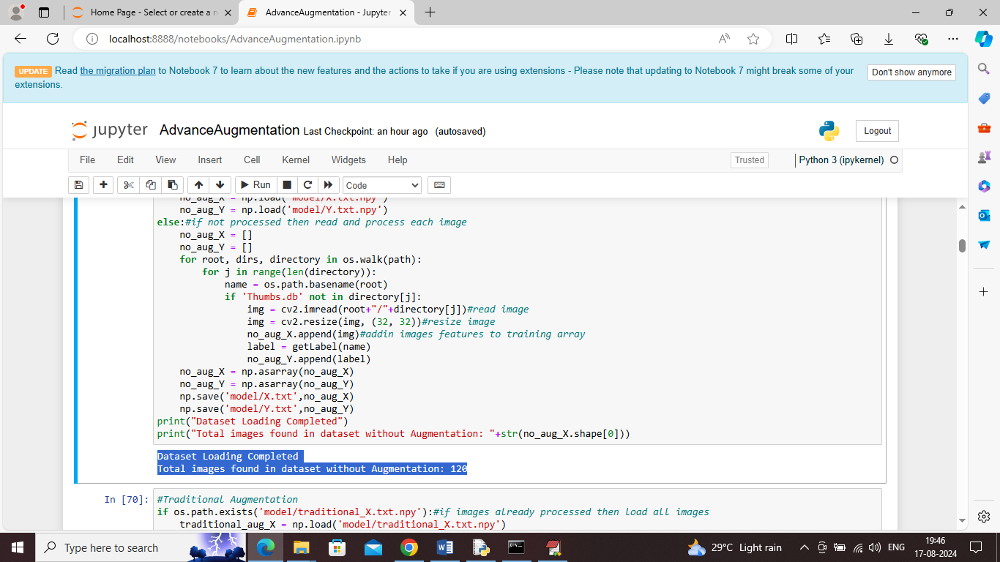 Home Page - Select or create a n
AdvanceAugmentation - Jupyter
localhost:8888/notebooks/AdvanceAugmentation.ipynb
UPDATE Read the migration plan to Notebook 7 to learn about the new features and the actions to take if you are using extensions - Please note that updating to Notebook 7 might break some of your
extensions.
Don't show anymore
jupyter AdvanceAugmentation Last Checkpoint: an hour ago (autosaved)
Logout
File Edit View Insert Cell Kernel Widgets Help
Trusted
Python 3 (ipykernel)
Run
Code
    no_aug_X = np.load('model/X.txt.npy')
    no_aug_Y = np.load('model/Y.txt.npy')
else:#if not processed then read and process each image
    no_aug_X = []
    no_aug_Y = []
    for root, dirs, directory in os.walk(path):
        for j in range(len(directory)):
            name = os.path.basename(root)
            if 'Thumbs.db' not in directory[j]:
                img = cv2.imread(root+"/"+directory[j])#read image
                img = cv2.resize(img, (32, 32))#resize image
                no_aug_X.append(img)#addin images features to training array
                label = getLabel(name)
                no_aug_Y.append(label)
    no_aug_X = np.asarray(no_aug_X)
    no_aug_Y = np.asarray(no_aug_Y)
    np.save('model/X.txt',no_aug_X)
    np.save('model/Y.txt',no_aug_Y)
print("Dataset Loading Completed")
print("Total images found in dataset without Augmentation: "+str(no_aug_X.shape[0]))
Dataset Loading Completed
Total images found in dataset without Augmentation: 120
In [70]: #Traditional Augmentation
if os.path.exists('model/traditional_X.txt.npy'):#if images already processed then load all images
    traditional_aug_X = np.load('model/traditional_X.txt.npy')
Type here to search
29°C Light rain
ENG
19:46
17-08-2024